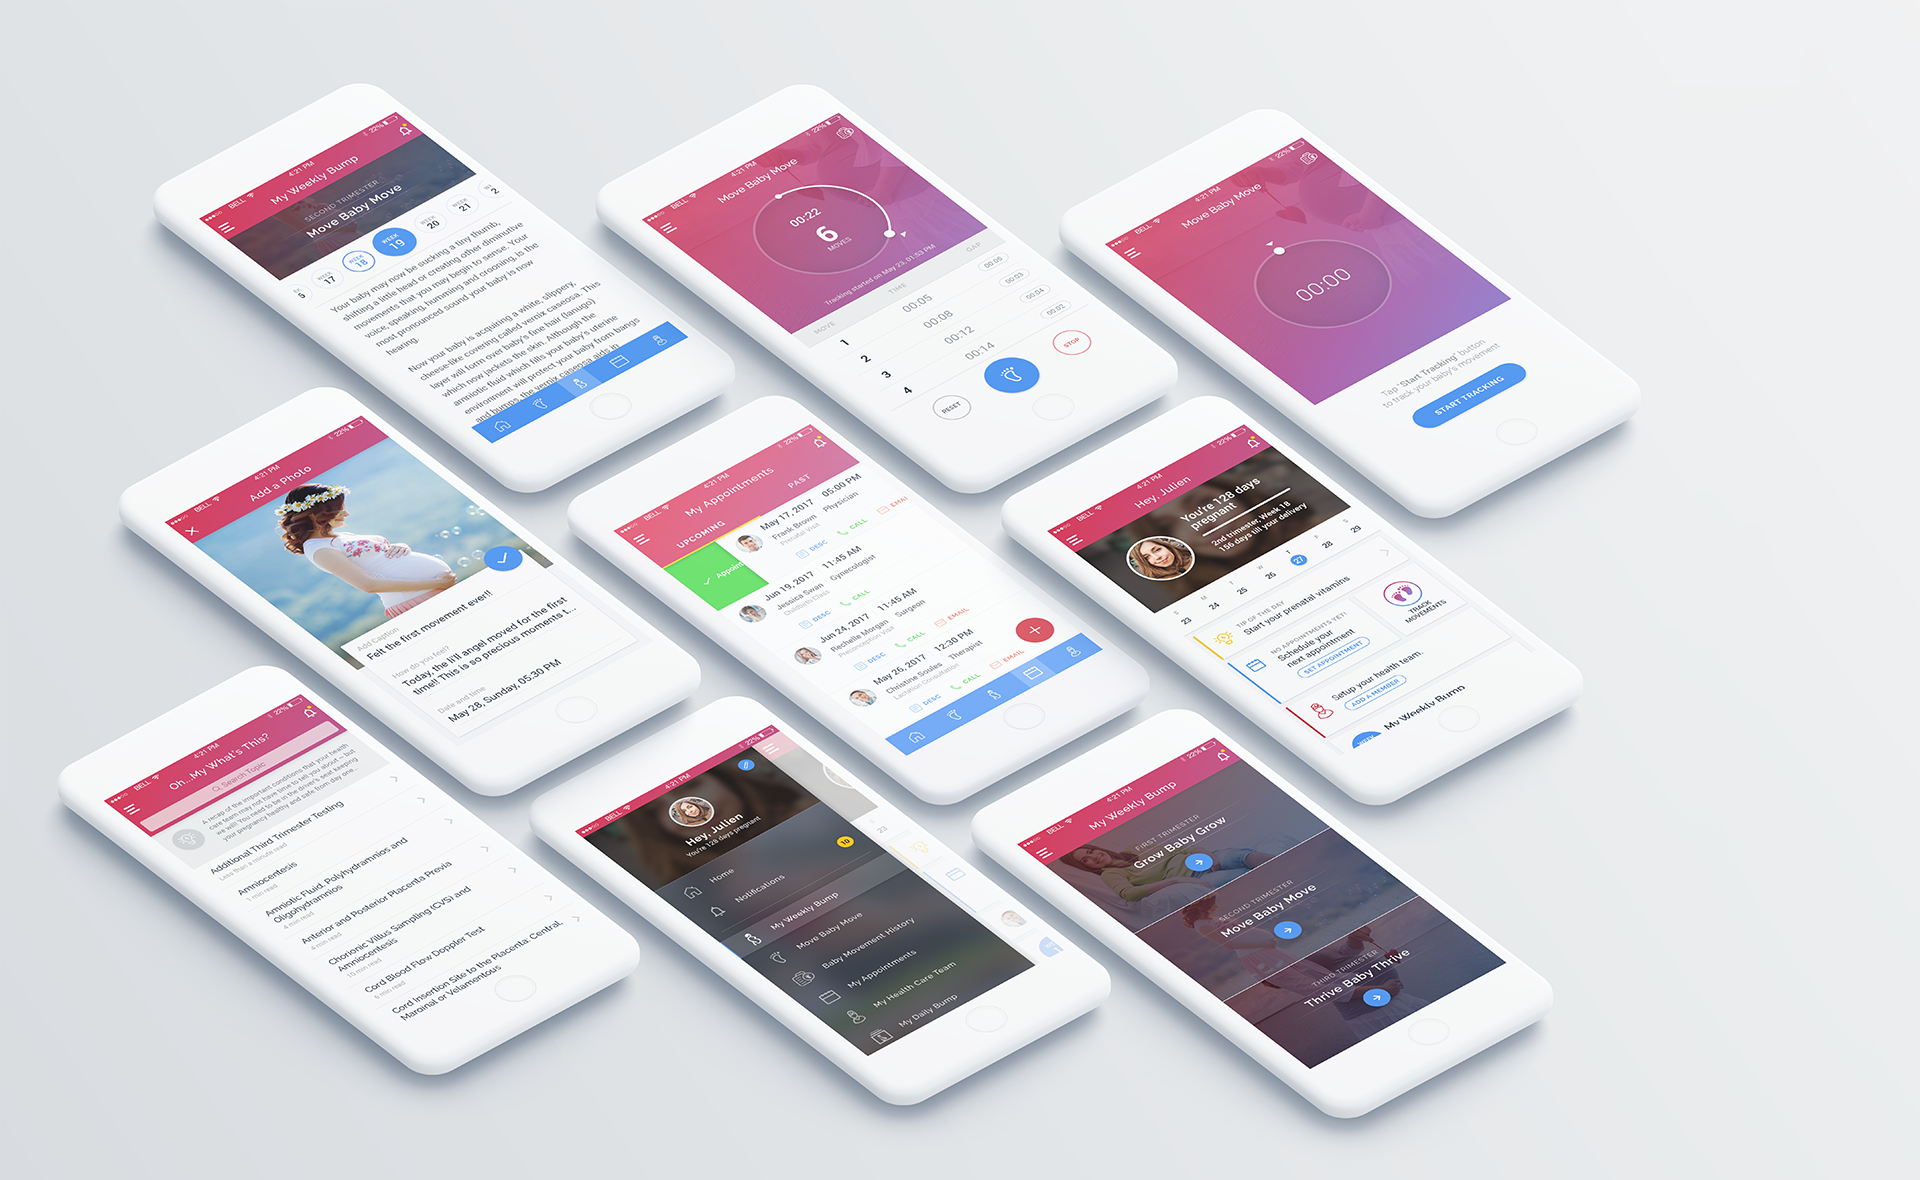 BELL
4:21 PM
22%
My Weekly Bump
SECOND TRIMESTER
Move Baby Move
5
WEEK
17
WEEK
18
WEEK
19
WEEK
20
WEEK
21
2
Your baby may now be sucking a tiny thumb,
shifting a little head or creating other diminutive
movements that you may begin to sense. Your
voice, speaking, humming and crooning, is the
most pronounced sound your baby is now
hearing.
Now your baby is acquiring a white, slippery,
cheese-like covering called vernix caseosa. This
layer will form over baby's fine hair (lanugo)
which now jackets the skin. Although the
amniotic fluid which fills your baby's uterine
environment will protect your baby from bangs
and bumps, the vernix caseosa aids in
BELL
4:21 PM
22%
Move Baby Move
00:22
6
MOVES
Tracking started on May 23, 01:53 PM
MOVE
TIME
GAP
1
00:05
00:05
2
00:08
00:03
3
00:12
00:04
4
00:14
00:02
RESET
STOP
BELL
4:21 PM
22%
Move Baby Move
00:00
Tap 'Start Tracking' button
to track your baby's movement
START TRACKING
BELL
4:21 PM
22%
Add a Photo
Add Caption
Felt the first movement ever!!
How do you feel?
Today, the li'll angel moved for the first
time!! This is so precious moments t...
Date and time
May 28, Sunday, 05:30 PM
BELL
4:21 PM
22%
My Appointments
UPCOMING
PAST
Appoint
May 17, 2017 05:00 PM
Frank Brown Physician
Prenatal Visit
DESC
CALL
EMAI
Jun 19, 2017 11:45 AM
Jessica Swan Gynecologist
Childbirth Class
DESC
CALL
Jun 24, 2017 11:45 AM
Rechelle Morgan Surgeon
Preconception Visit
DESC
CALL
EMAIL
May 26, 2017 12:30 PM
Christine Soules Therapist
Lactation Consultation
DESC
CALL
EMAIL
BELL
4:21 PM
22%
Hey, Julien
You're 128 days
pregnant
2nd trimester, Week 18
156 days till your delivery
S
M
T
W
T
F
S
23
24
25
26
27
28
29
TIP OF THE DAY
Start your prenatal vitamins
NO APPOINTMENTS YET!
Schedule your
next appointment
SET APPOINTMENT
TRACK
MOVEMENTS
Setup your health team.
ADD A MEMBER
My Weekly Bump
BELL
4:21 PM
22%
Oh...My What's This?
Search Topic
A recap of the important conditions that your health
care team may not have time to tell you about – but
we will! You need to be in the driver's seat keeping
your pregnancy healthy and safe from day one...
Additional Third Trimester Testing
Less than a minute read
Amniocentesis
1 min read
Amniotic Fluid, Polyhydramnios and
Oligohydramnios
4 min read
Anterior and Posterior Placenta Previa
4 min read
Chorionic Villus Sampling (CVS) and
Amniocentesis
10 min read
Cord Blood Flow Doppler Test
6 min read
Cord Insertion Site to the Placenta: Central,
Marginal or Velamentous
BELL
4:21 PM
22%
Hey, Julien
You're 128 days pregnant
Home
Notifications
10
My Weekly Bump
Move Baby Move
Baby Movement History
My Appointments
My Health Care Team
My Daily Bump
S
23
BELL
4:21 PM
22%
My Weekly Bump
FIRST TRIMESTER
Grow Baby Grow
SECOND TRIMESTER
Move Baby Move
THIRD TRIMESTER
Thrive Baby Thrive